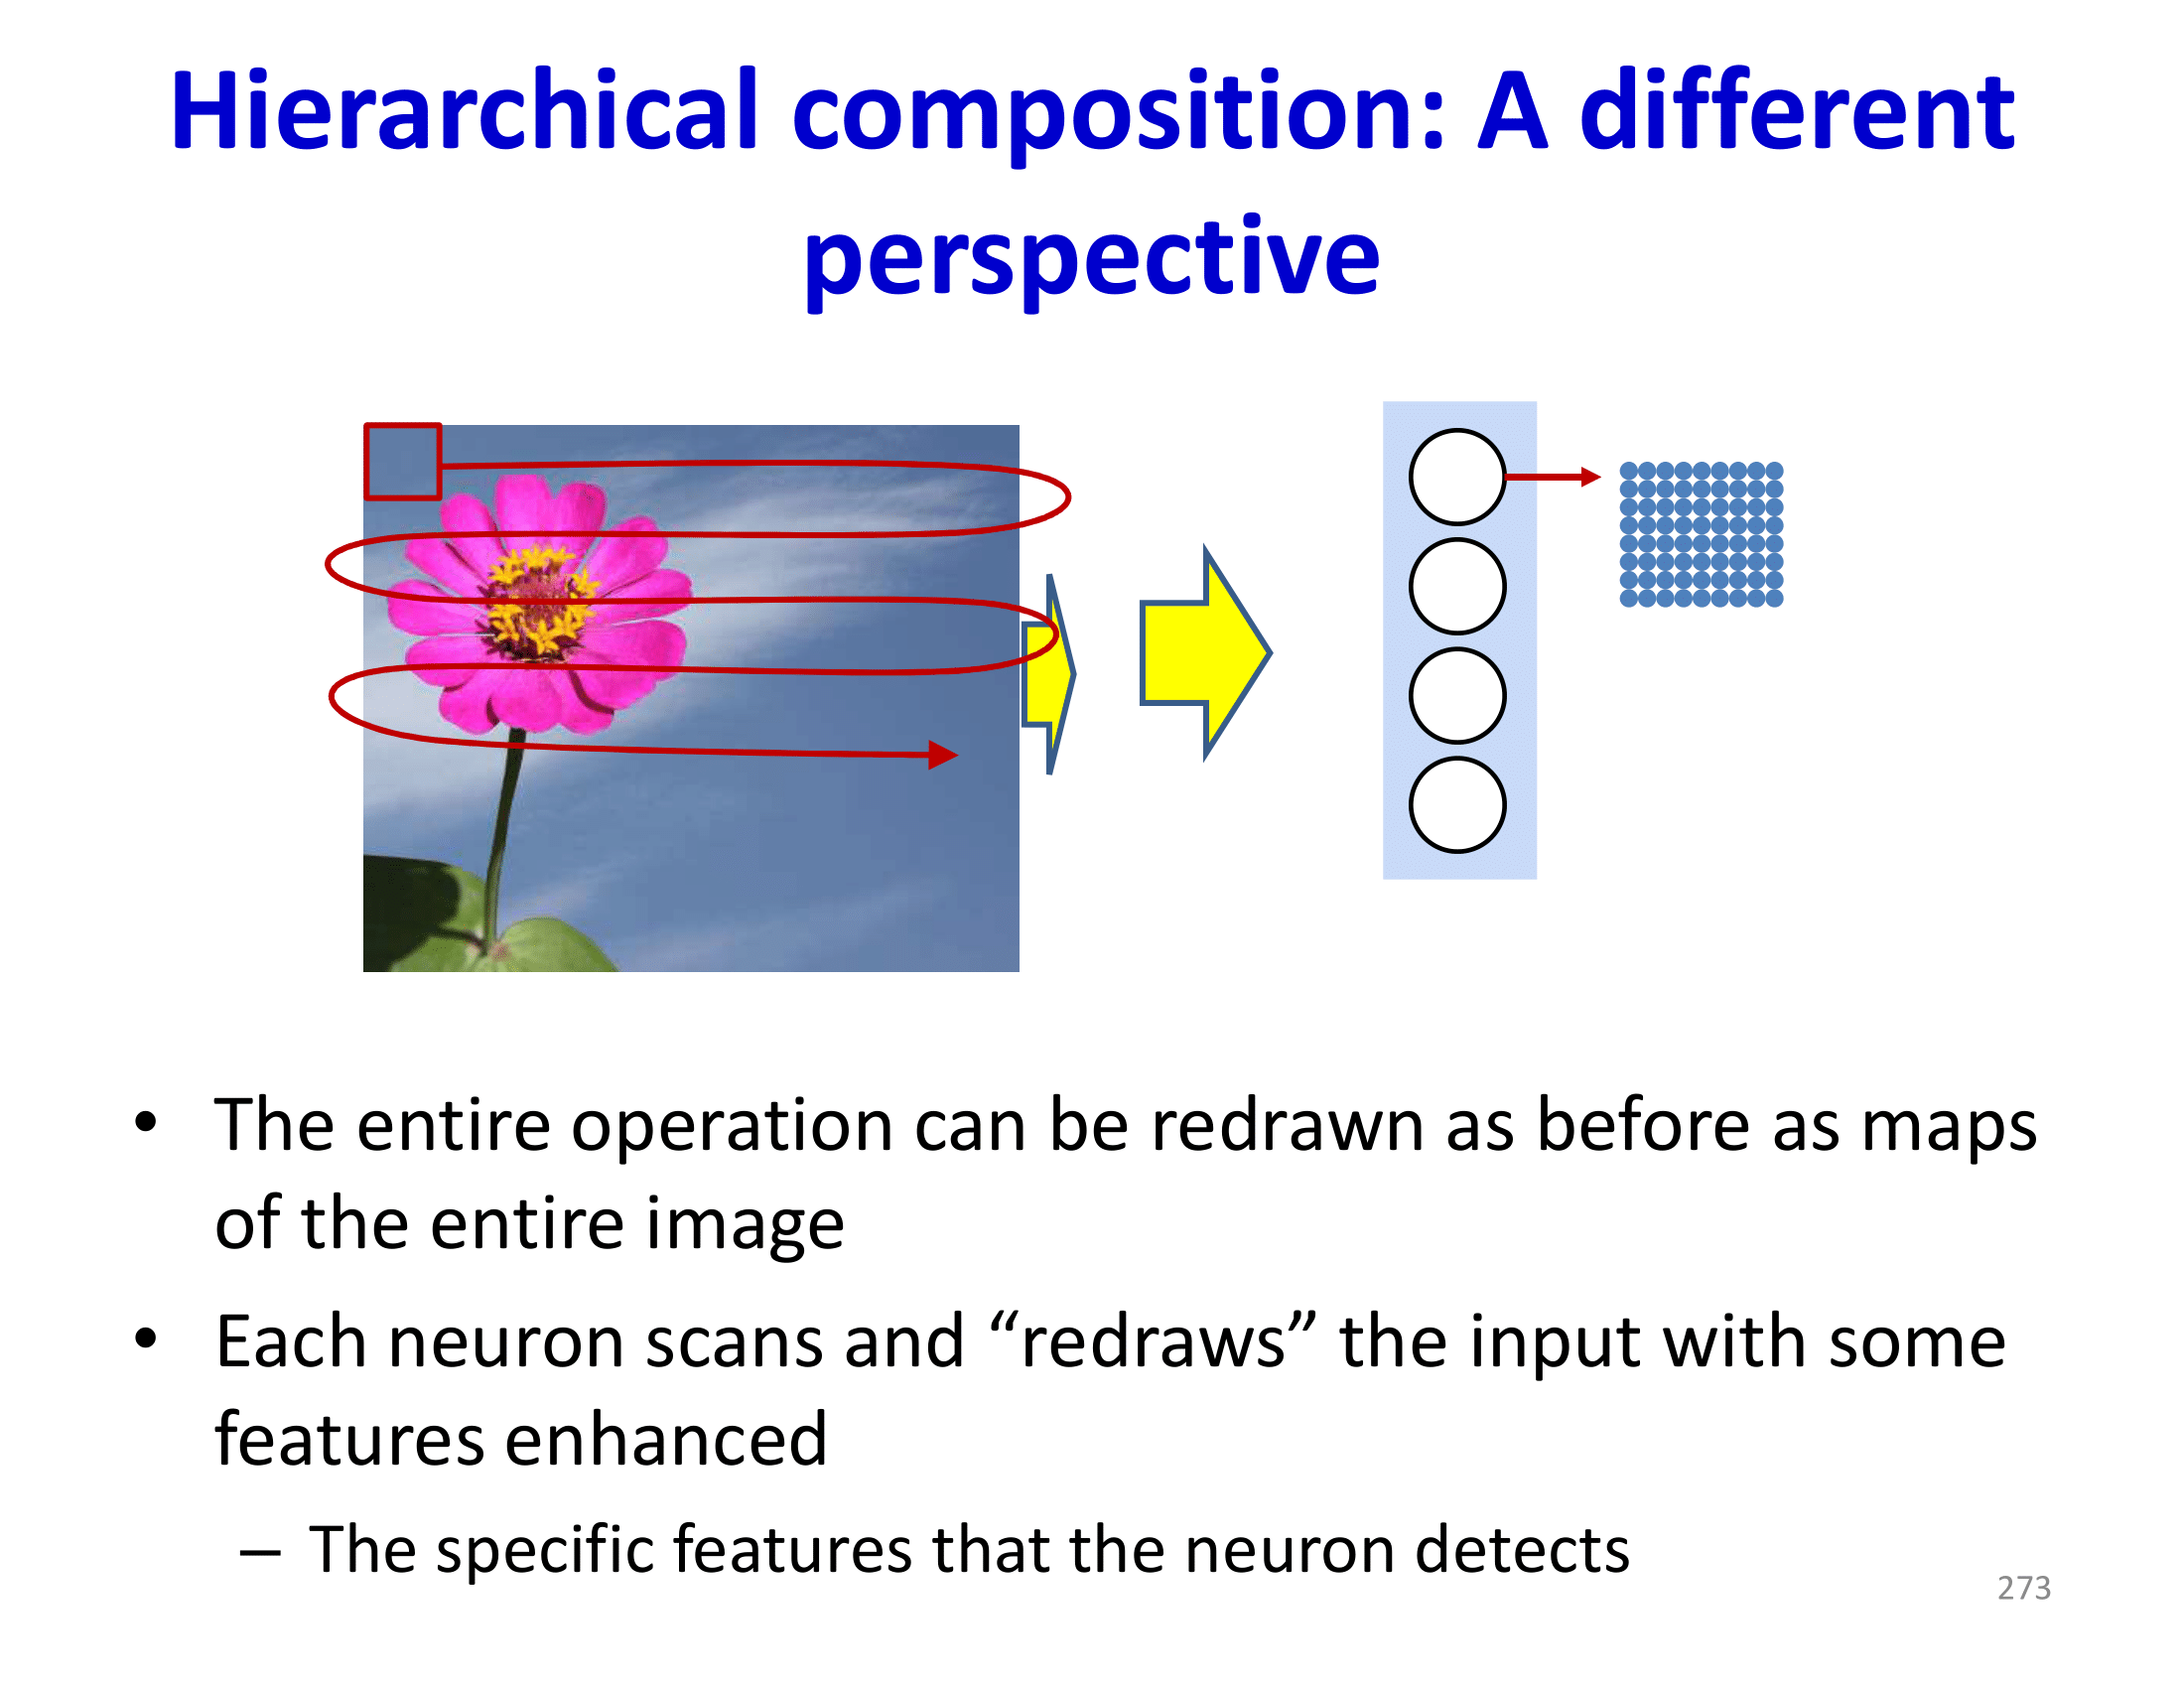 Hierarchical composition: A different
perspective
• The entire operation can be redrawn as before as maps
of the entire image
• Each neuron scans and “redraws” the input with some
features enhanced
– The specific features that the neuron detects
273